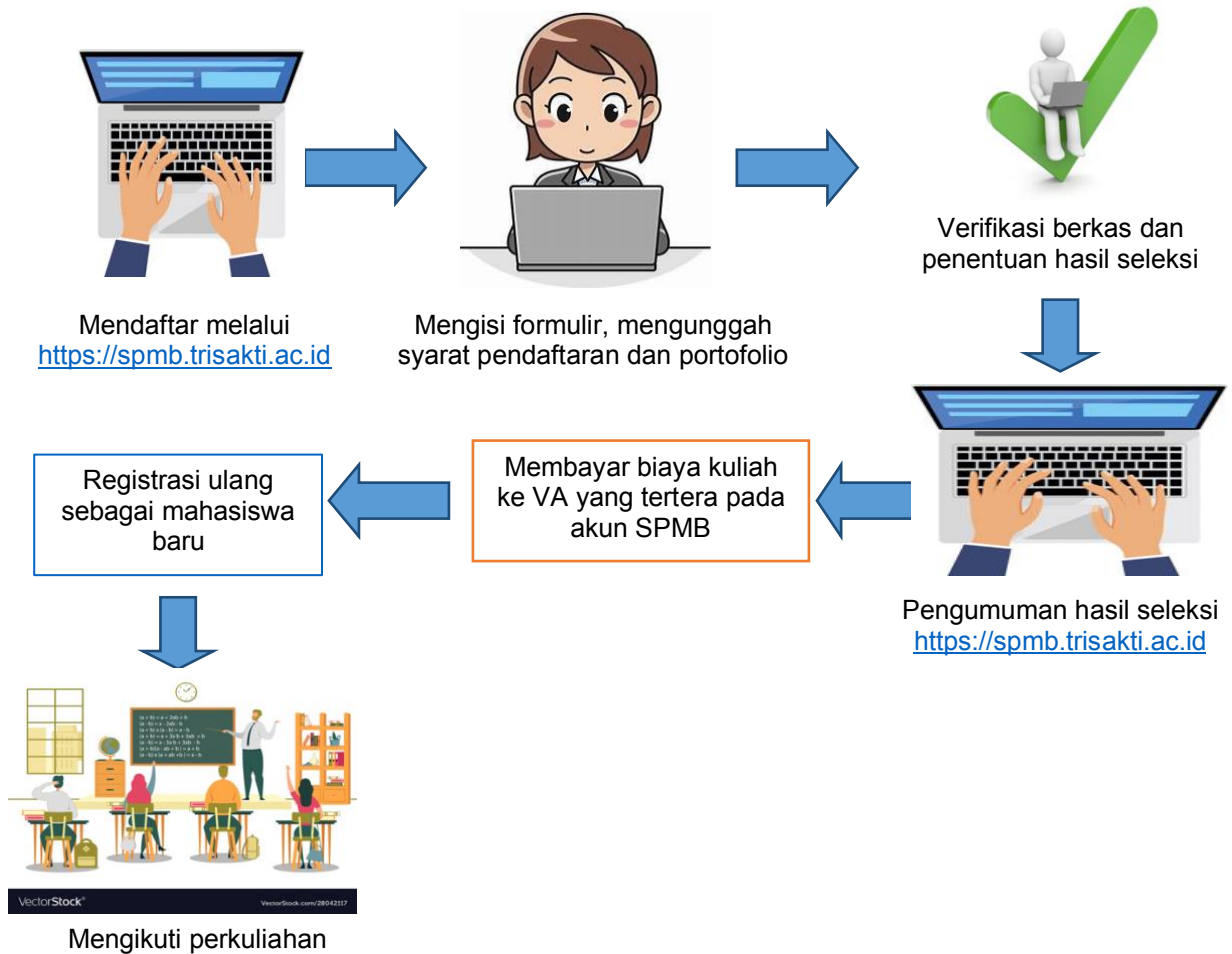 Mendaftar melalui
https://spmb.trisakti.ac.id
Mengisi formulir, mengunggah
syarat pendaftaran dan portofolio
Verifikasi berkas dan
penentuan hasil seleksi
Pengumuman hasil seleksi
https://spmb.trisakti.ac.id
Membayar biaya kuliah
ke VA yang tertera pada
akun SPMB
Registrasi ulang
sebagai mahasiswa
baru
VectorStock®
VectorStock.com/28042117
Mengikuti perkuliahan